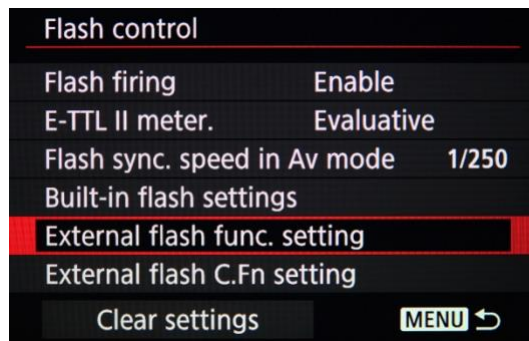 Flash control
Flash firing Enable
E-TTL II meter. Evaluative
Flash sync. speed in Av mode 1/250
Built-in flash settings
External flash func. setting
External flash C.Fn setting
Clear settings MENU